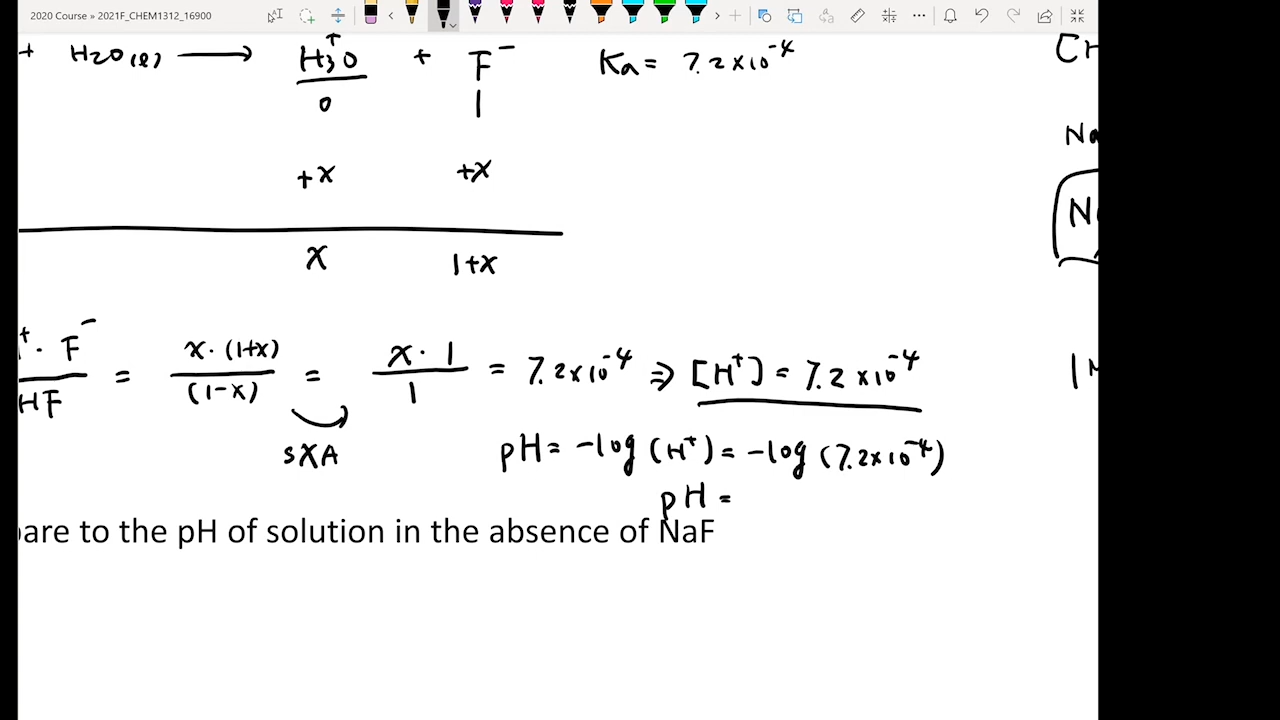 2020 Course » 2021F_CHEM1312_16900
+ H2O(l) ⟶ H3O⁺ + F⁻ Ka = 7.2×10⁻⁴ [H
0 1
Na
+x +x
N
x 1+x
⁺· F⁻ / HF = x·(1+x) / (1-x) = x·1 / 1 = 7.2×10⁻⁴ ⇒ [H⁺] = 7.2×10⁻⁴
pH = -log (H⁺) = -log (7.2×10⁻⁴)
pH =
are to the pH of solution in the absence of NaF